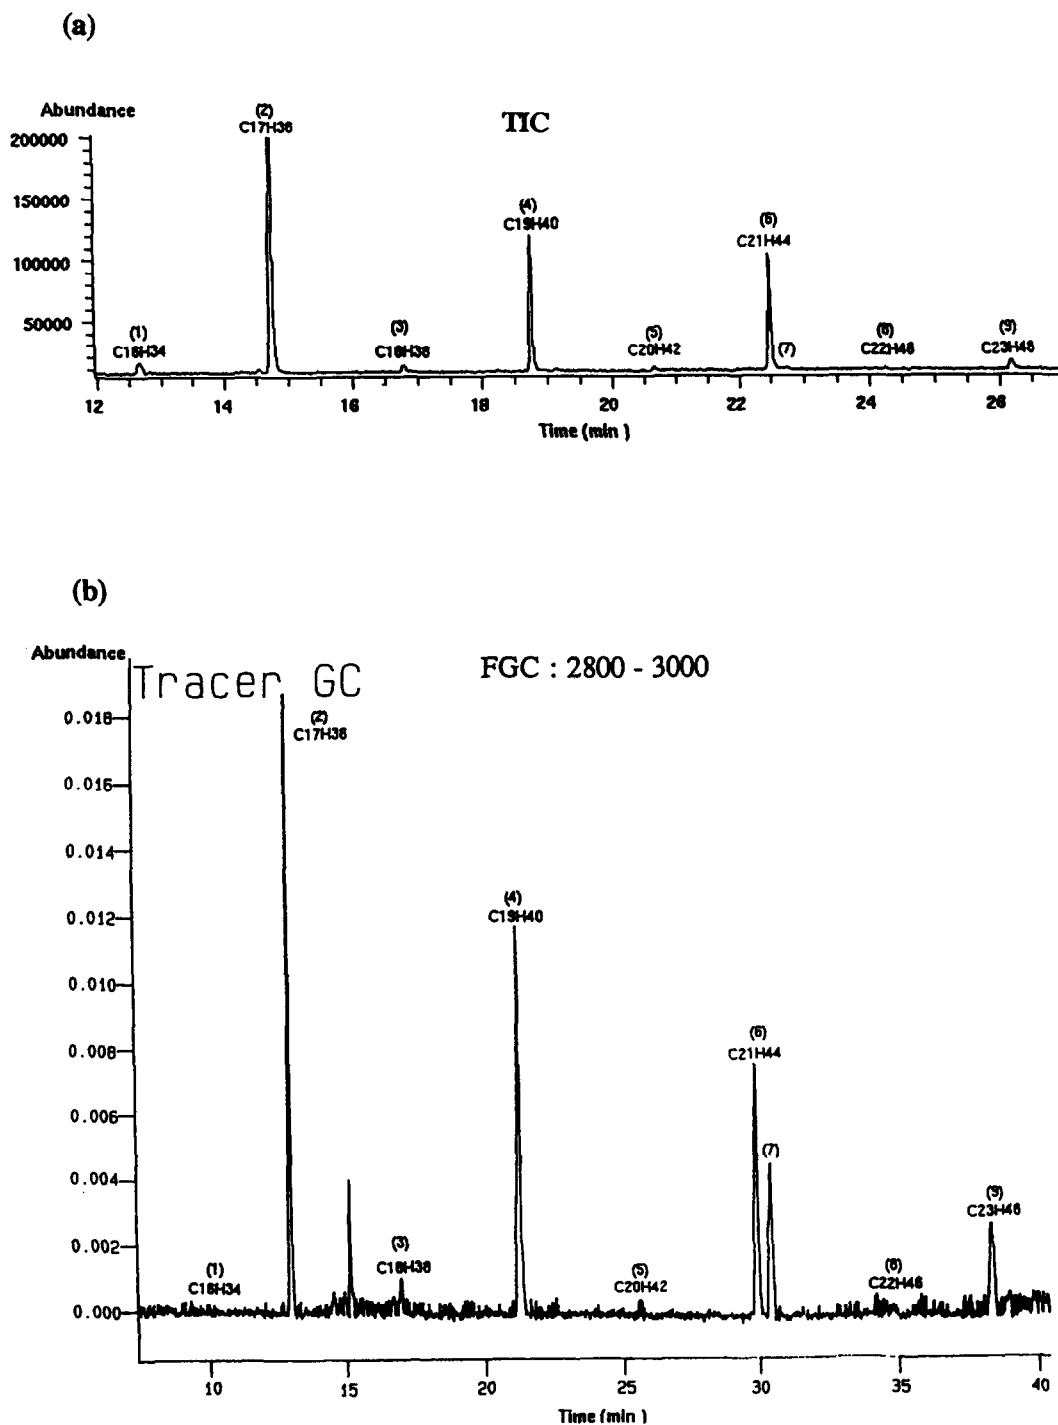 (a)
Abundance
TIC
(2)
C17H36
200000
150000
100000
50000
(1)
C16H34
(3)
C18H38
(4)
C19H40
(5)
C20H42
(6)
C21H44
(7)
(8)
C22H46
(9)
C23H48
12 14 16 18 20 22 24 26
Time (min )
(b)
Abundance
Tracer GC
FGC : 2800 - 3000
(2)
C17H36
0.018
0.016
0.014
0.012
0.010
0.008
0.006
0.004
0.002
0.000
(1)
C16H34
(3)
C18H38
(4)
C19H40
(5)
C20H42
(6)
C21H44
(7)
(8)
C22H46
(9)
C23H48
10 15 20 25 30 35 40
Time (min )